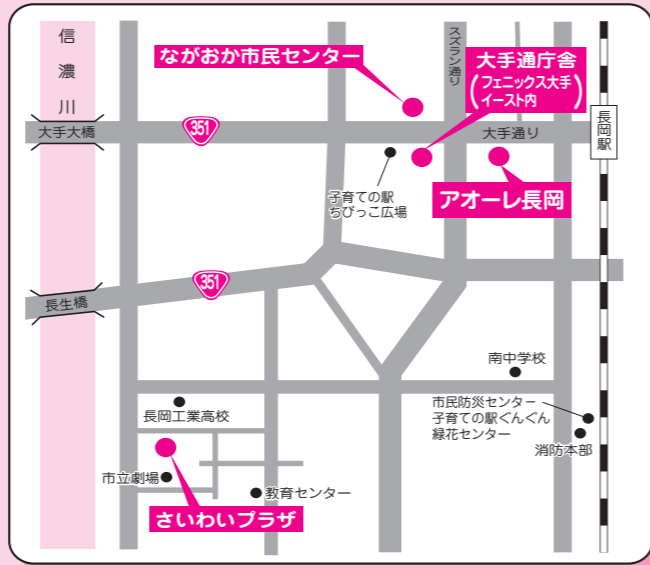 信濃川
ながおか市民センター
スズラン通り
大手通庁舎
(フェニックス大手
イースト内)
長岡駅
大手大橋
351
大手通り
子育ての駅
ちびっこ広場
アオーレ長岡
351
長生橋
南中学校
長岡工業高校
市民防災センター
子育ての駅ぐんぐん
緑花センター
消防本部
市立劇場
教育センター
さいわいプラザ